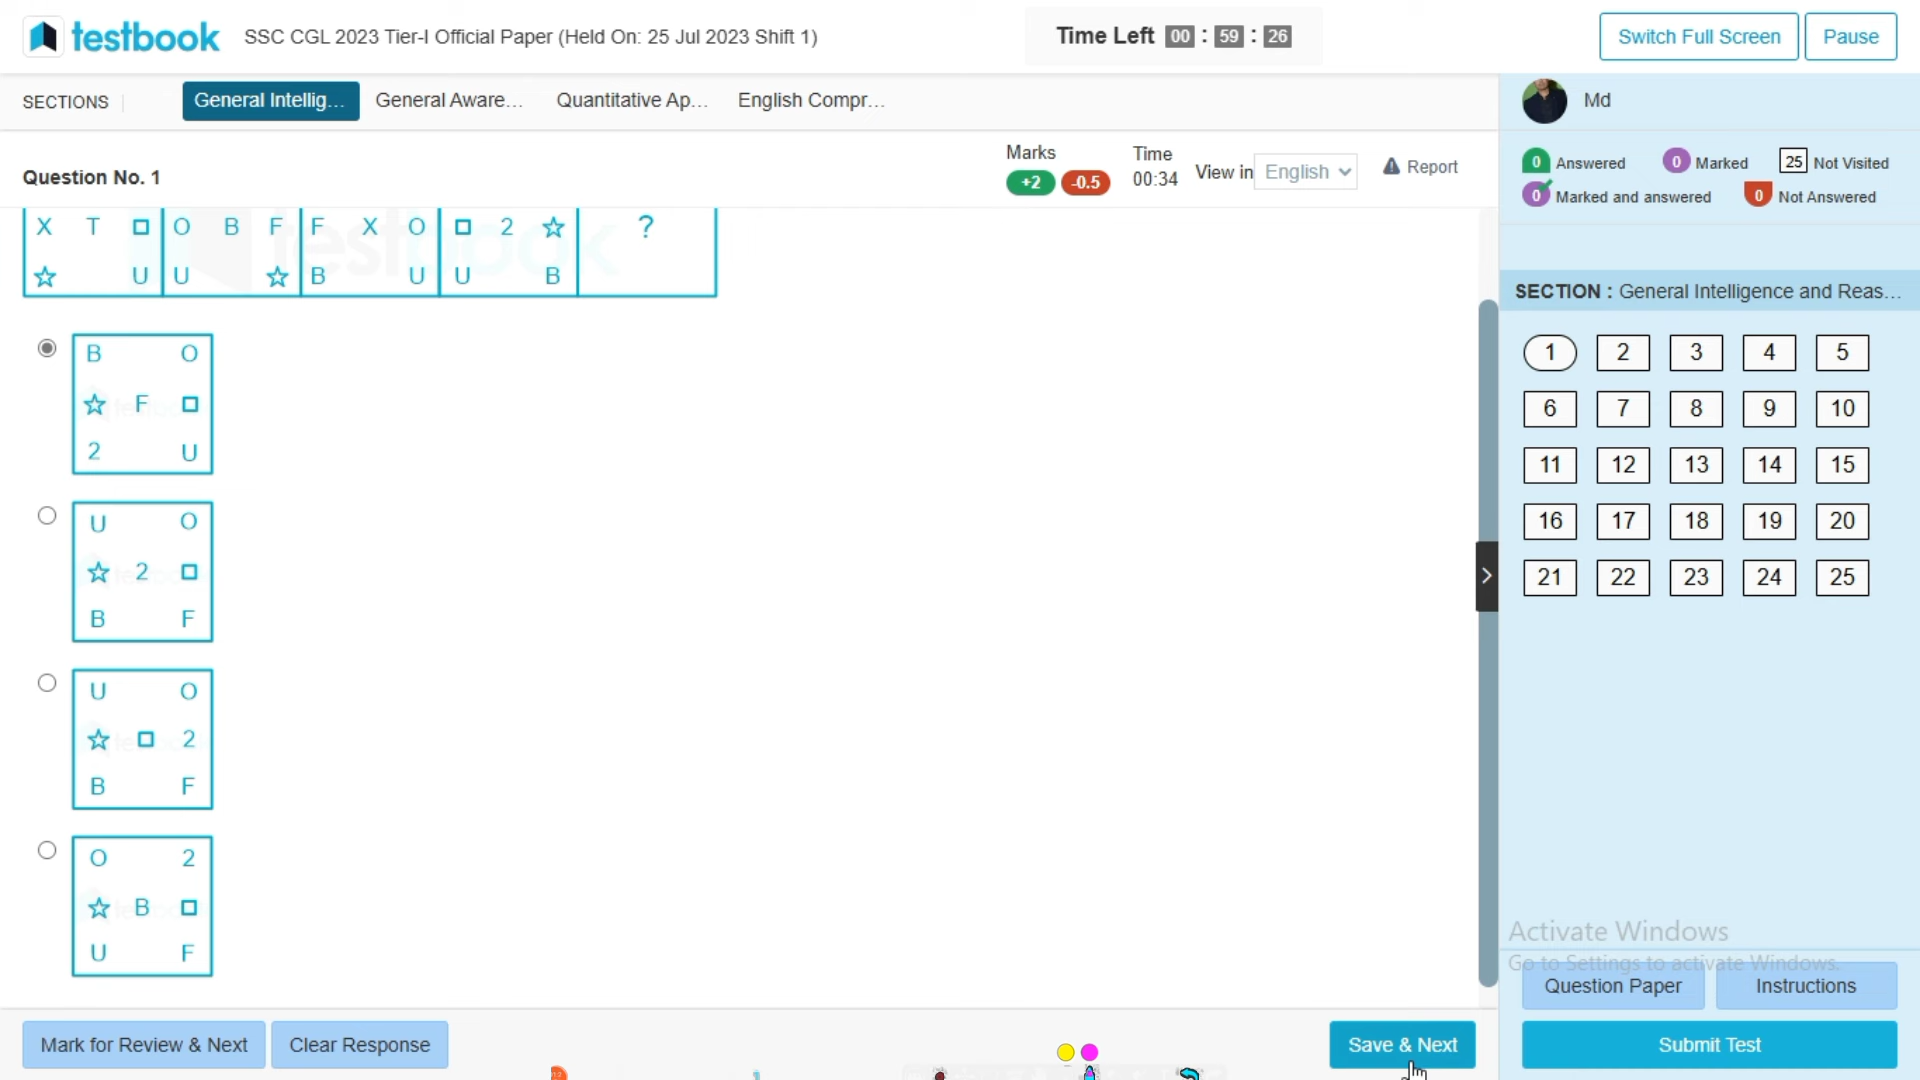 testbook
SSC CGL 2023 Tier-I Official Paper (Held On: 25 Jul 2023 Shift 1)
Time Left 00 : 59 : 26
Switch Full Screen
Pause
SECTIONS
General Intellig...
General Aware...
Quantitative Ap...
English Compr...
Md
Question No. 1
Marks
+2 -0.5
Time
00:34
View in English
Report
0 Answered
0 Marked
25 Not Visited
0 Marked and answered
0 Not Answered
X T O B F F X O 2 ?
U U B U U B
B O
F
2 U
U O
2
B F
U O
2
B F
O 2
B
U F
SECTION : General Intelligence and Reas...
1 2 3 4 5
6 7 8 9 10
11 12 13 14 15
16 17 18 19 20
21 22 23 24 25
Activate Windows
Go to Settings to activate Windows.
Question Paper
Instructions
Mark for Review & Next
Clear Response
Save & Next
Submit Test